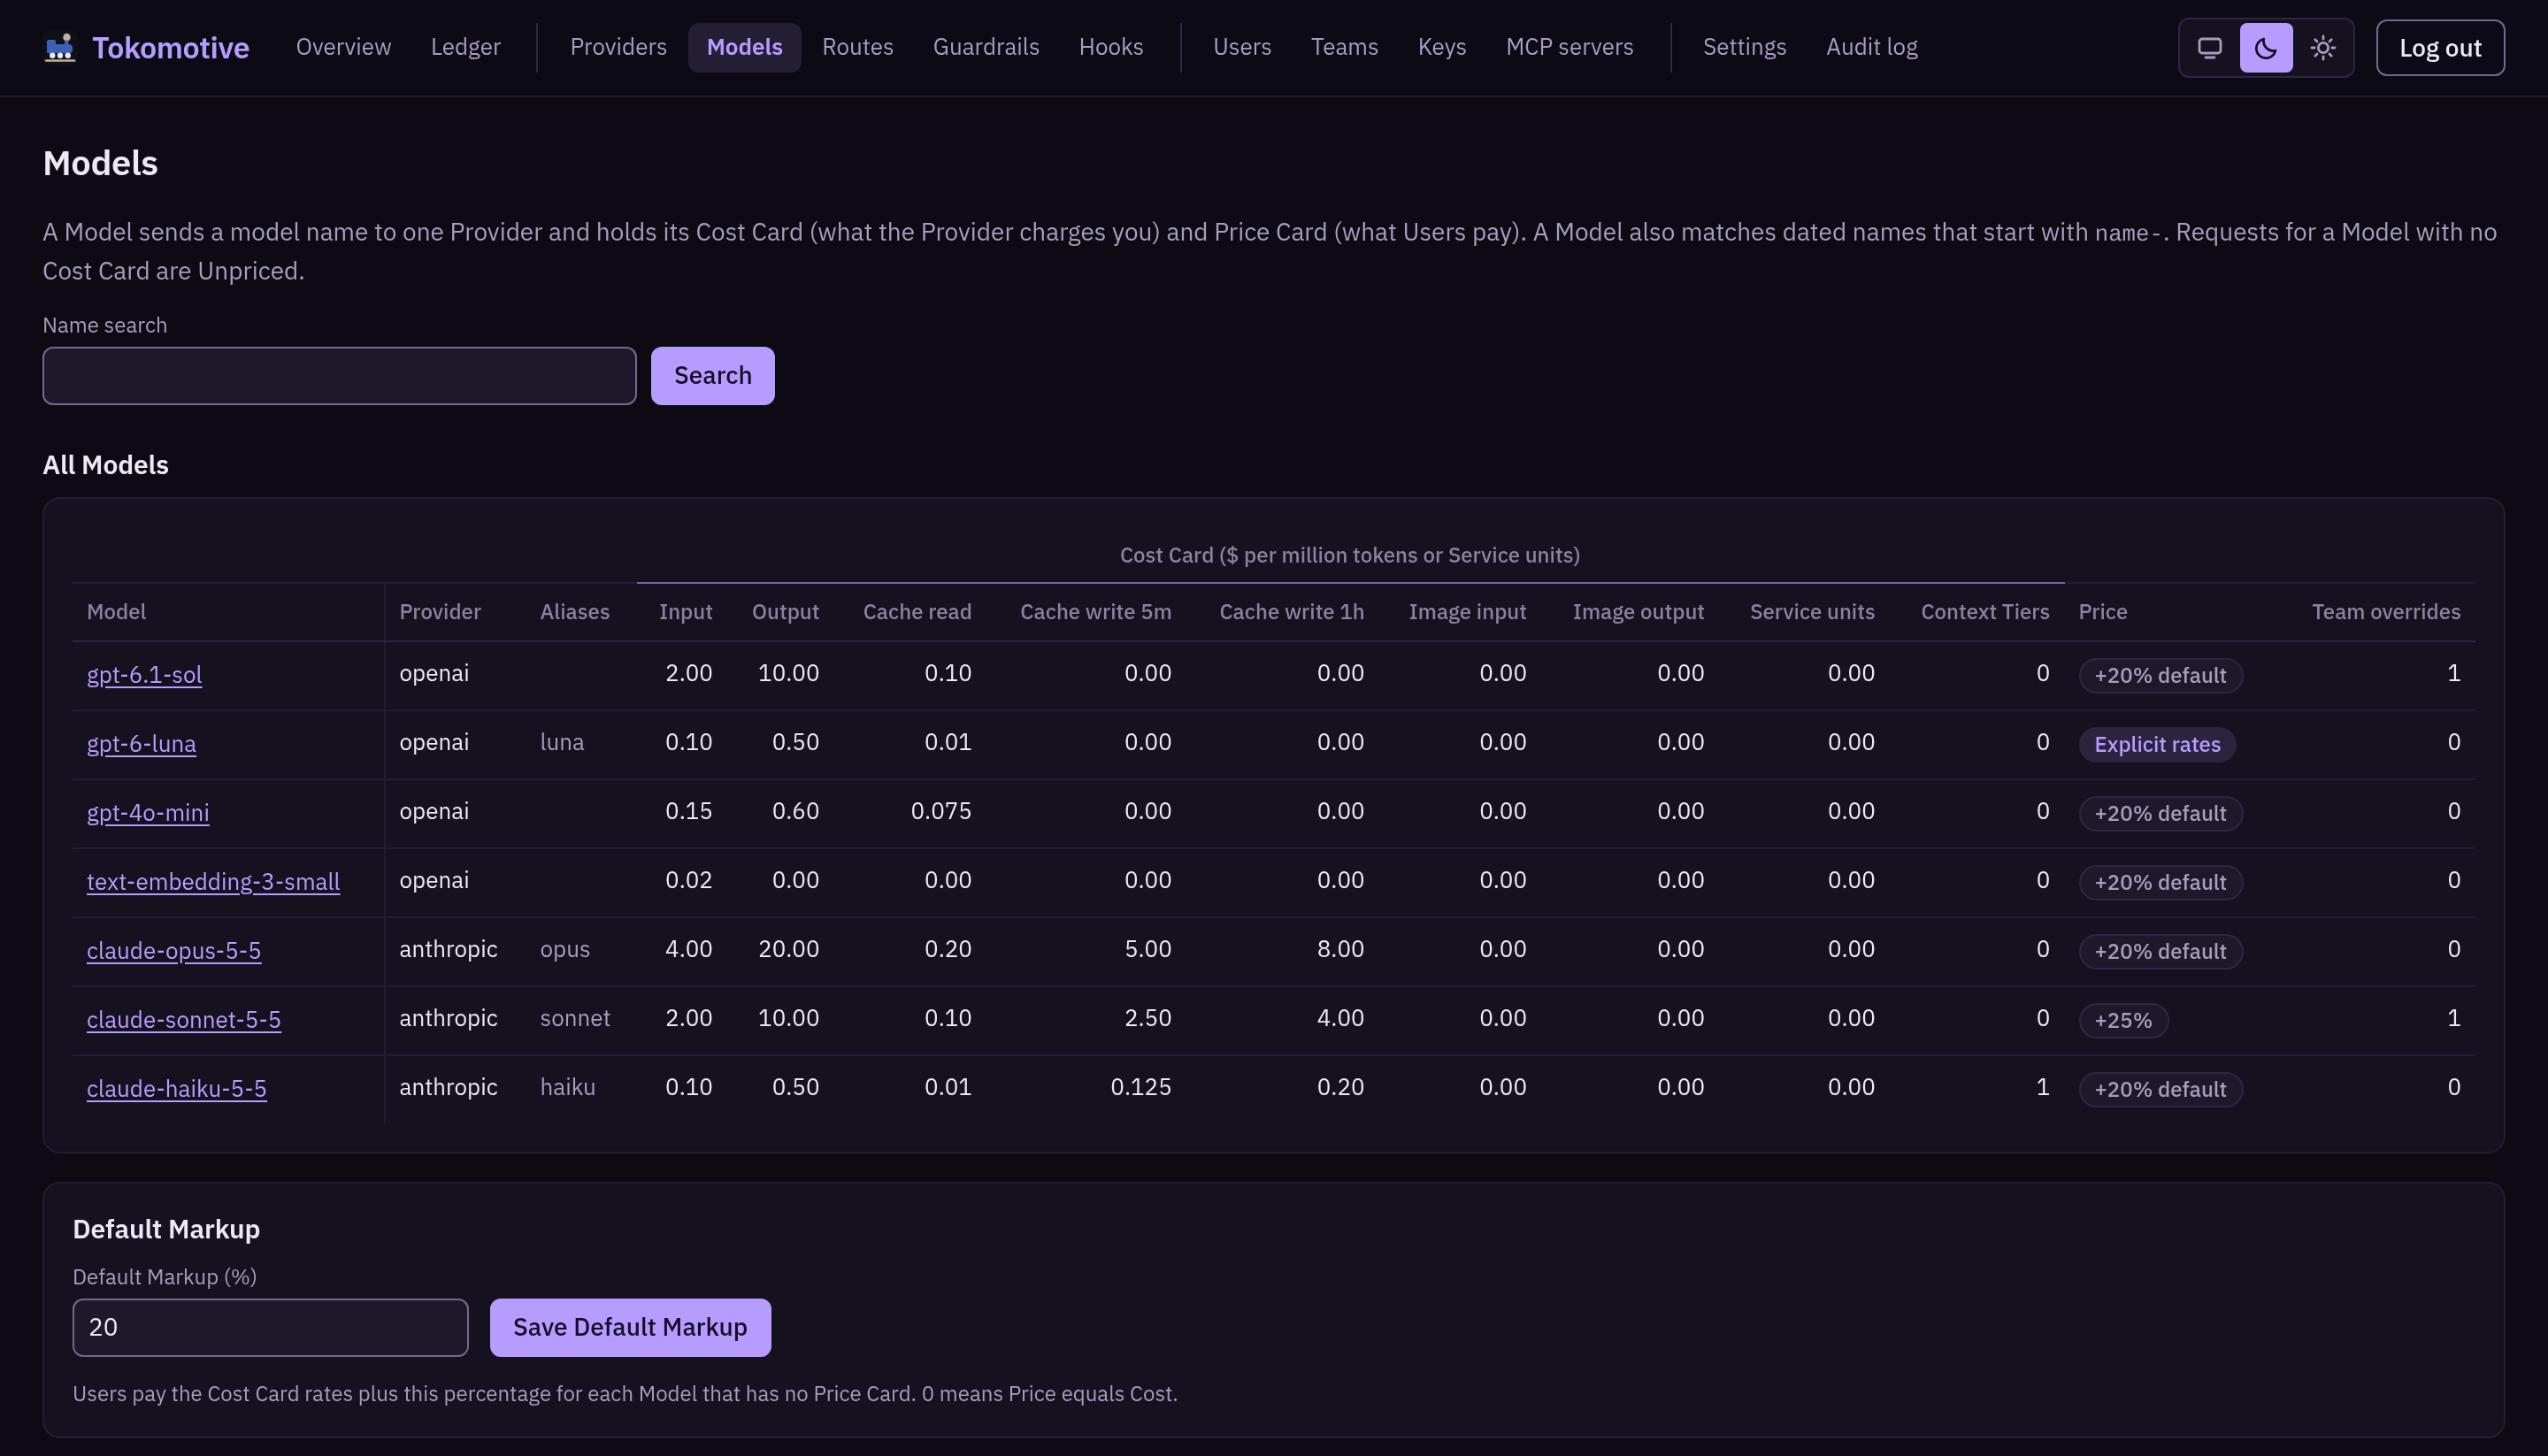 Tokomotive Overview Ledger Providers Models Routes Guardrails Hooks Users Teams Keys MCP servers Settings Audit log Log out
Models
A Model sends a model name to one Provider and holds its Cost Card (what the Provider charges you) and Price Card (what Users pay). A Model also matches dated names that start with name-. Requests for a Model with no
Cost Card are Unpriced.
Name search
Search
All Models
Cost Card ($ per million tokens or Service units)
Model Provider Aliases Input Output Cache read Cache write 5m Cache write 1h Image input Image output Service units Context Tiers Price Team overrides
gpt-6.1-sol openai 2.00 10.00 0.10 0.00 0.00 0.00 0.00 0.00 0 +20% default 1
gpt-6-luna openai luna 0.10 0.50 0.01 0.00 0.00 0.00 0.00 0.00 0 Explicit rates 0
gpt-4o-mini openai 0.15 0.60 0.075 0.00 0.00 0.00 0.00 0.00 0 +20% default 0
text-embedding-3-small openai 0.02 0.00 0.00 0.00 0.00 0.00 0.00 0.00 0 +20% default 0
claude-opus-5-5 anthropic opus 4.00 20.00 0.20 5.00 8.00 0.00 0.00 0.00 0 +20% default 0
claude-sonnet-5-5 anthropic sonnet 2.00 10.00 0.10 2.50 4.00 0.00 0.00 0.00 0 +25% 1
claude-haiku-5-5 anthropic haiku 0.10 0.50 0.01 0.125 0.20 0.00 0.00 0.00 1 +20% default 0
Default Markup
Default Markup (%)
20 Save Default Markup
Users pay the Cost Card rates plus this percentage for each Model that has no Price Card. 0 means Price equals Cost.